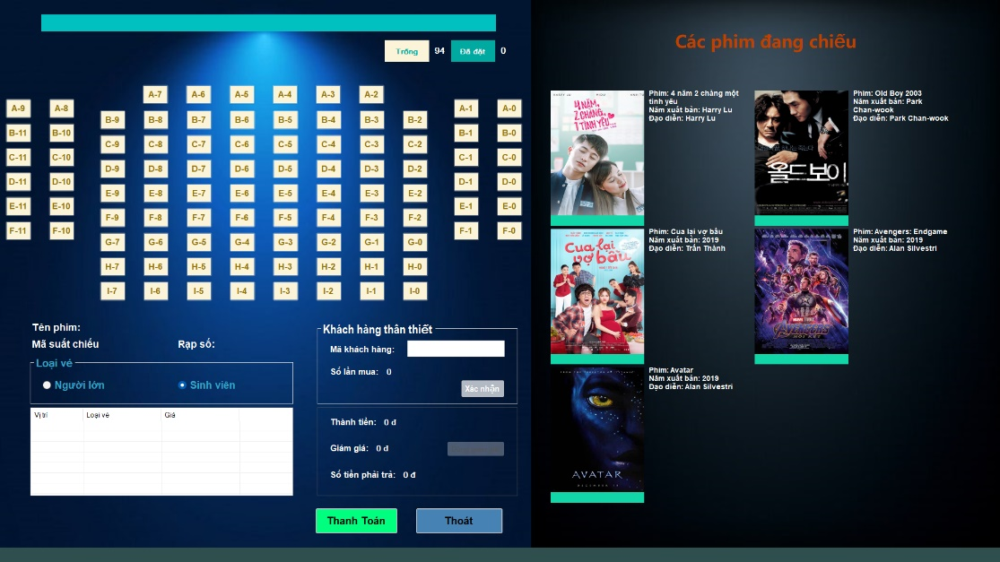 Trống 94 Đã đặt 0
A-7 A-6 A-5 A-4 A-3 A-2
A-9 A-8 A-1 A-0
B-9 B-8 B-7 B-6 B-5 B-4 B-3 B-2
B-11 B-10 B-1 B-0
C-9 C-8 C-7 C-6 C-5 C-4 C-3 C-2
C-11 C-10 C-1 C-0
D-9 D-8 D-7 D-6 D-5 D-4 D-3 D-2
D-11 D-10 D-1 D-0
E-9 E-8 E-7 E-6 E-5 E-4 E-3 E-2
E-11 E-10 E-1 E-0
F-9 F-8 F-7 F-6 F-5 F-4 F-3 F-2
F-11 F-10 F-1 F-0
G-7 G-6 G-5 G-4 G-3 G-2 G-1 G-0
H-7 H-6 H-5 H-4 H-3 H-2 H-1 H-0
I-7 I-6 I-5 I-4 I-3 I-2 I-1 I-0
Tên phim:
Mã suất chiếu Rạp số:
Loại vé
Người lớn Sinh viên
Vị trí Loại vé Giá
Khách hàng thân thiết
Mã khách hàng:
Số lần mua: 0
Xác nhận
Thành tiền: 0 đ
Giảm giá: 0 đ
Số tiền phải trả: 0 đ
Thanh Toán Thoát
Các phim đang chiếu
4 NĂM,
2 CHÀNG,
1 TÌNH YÊU
Phim: 4 năm 2 chàng một
tình yêu
Năm xuất bản: Harry Lu
Đạo diễn: Harry Lu
올드보이
Phim: Old Boy 2003
Năm xuất bản: Park
Chan-wook
Đạo diễn: Park Chan-wook
Cua lại
vợ bầu
Phim: Cua lại vợ bầu
Năm xuất bản: 2019
Đạo diễn: Trấn Thành
AVENGERS
Phim: Avengers: Endgame
Năm xuất bản: 2019
Đạo diễn: Alan Silvestri
AVATAR
Phim: Avatar
Năm xuất bản: 2019
Đạo diễn: Alan Silvestri